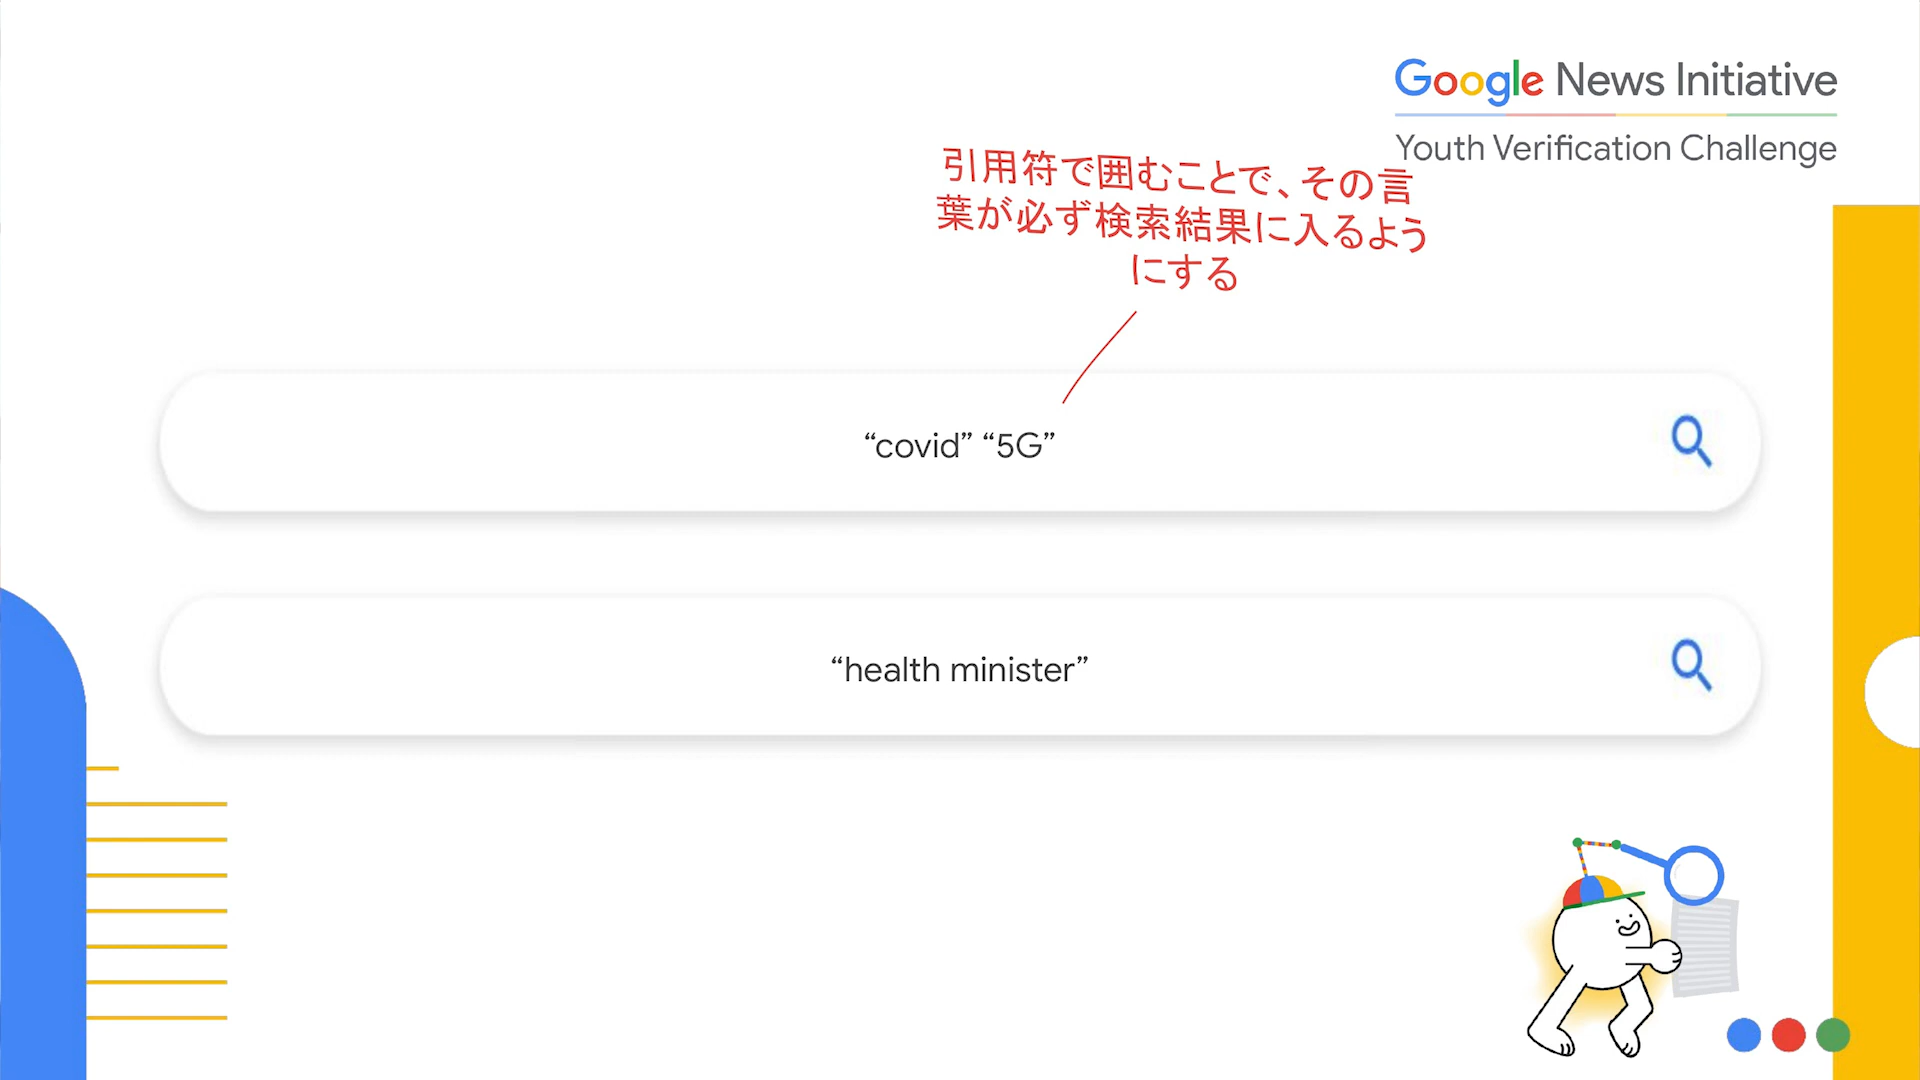 Google News Initiative
Youth Verification Challenge
引用符で囲むことで、その言
葉が必ず検索結果に入るよう
にする
“covid” “5G”
“health minister”